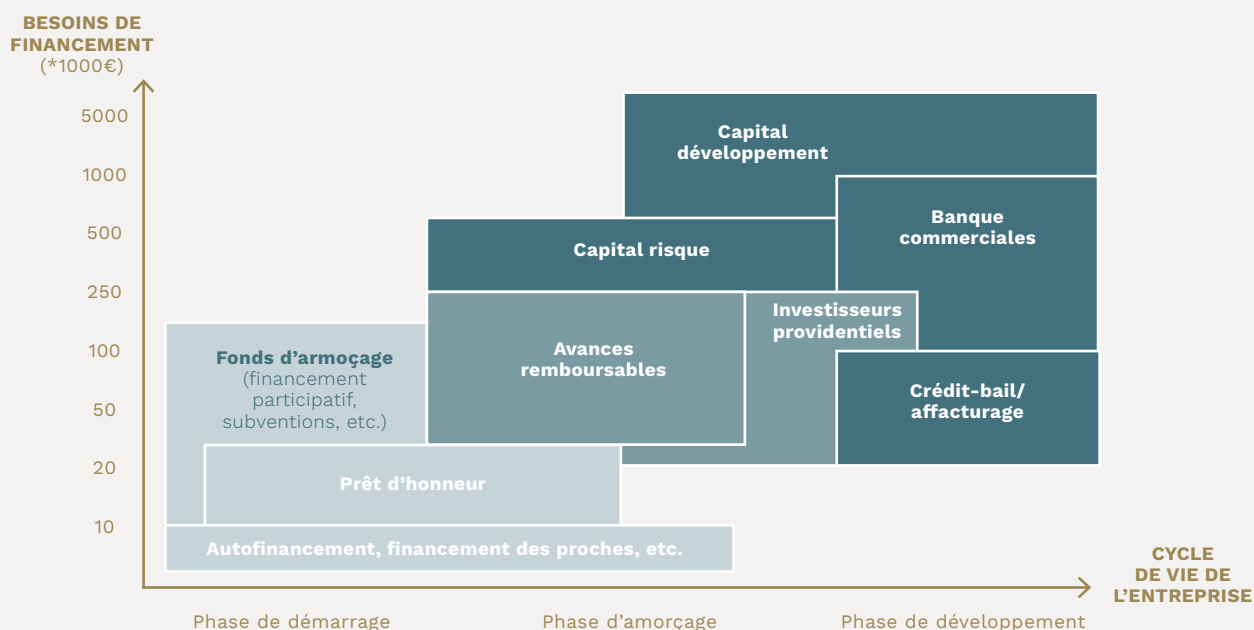 BESOINS DE
FINANCEMENT
(*1000€)
5000
1000
500
250
100
50
20
10
Capital
développement
Banque
commerciales
Capital risque
Investisseurs
providentiels
Avances
remboursables
Fonds d’armoçage
(financement
participatif,
subventions, etc.)
Crédit-bail/
affacturage
Prêt d’honneur
Autofinancement, financement des proches, etc.
CYCLE
DE VIE DE
L’ENTREPRISE
Phase de démarrage
Phase d’amorçage
Phase de développement